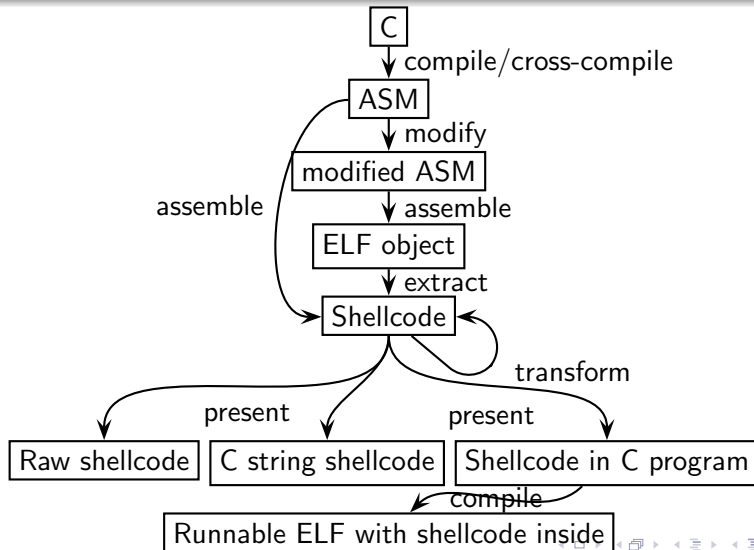 C
compile/cross-compile
ASM
modify
modified ASM
assemble
assemble
ELF object
extract
Shellcode
transform
present
present
Raw shellcode
C string shellcode
Shellcode in C program
compile
Runnable ELF with shellcode inside